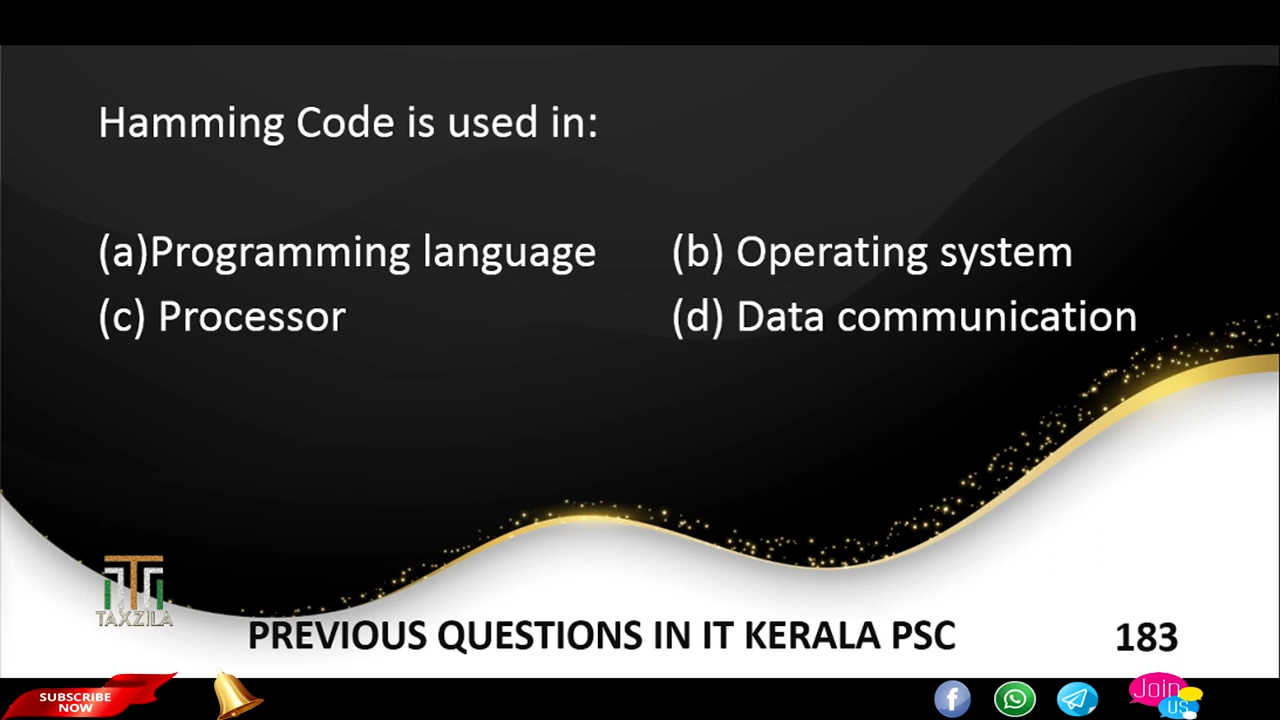 Hamming Code is used in:
(a)Programming language (b) Operating system
(c) Processor (d) Data communication
TAXZILA
PREVIOUS QUESTIONS IN IT KERALA PSC 183
SUBSCRIBE
NOW
Join
us